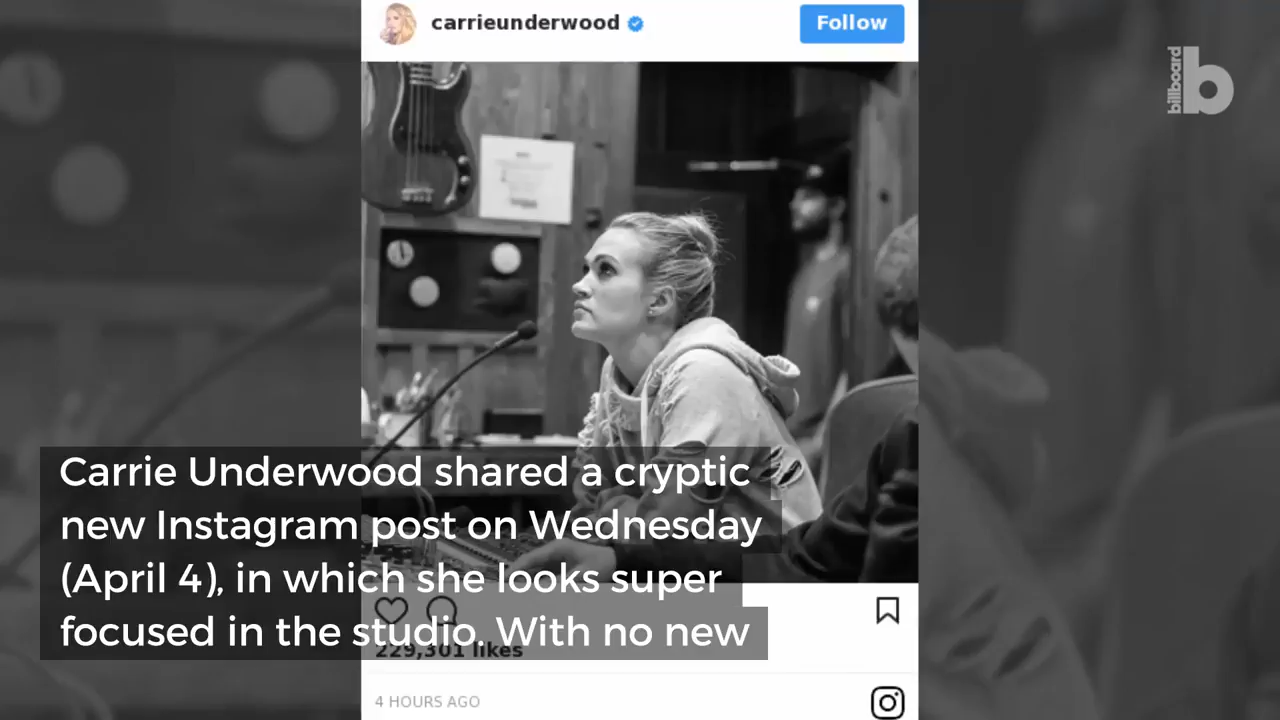 carrieunderwood
Follow
billboard
b
Carrie Underwood shared a cryptic
new Instagram post on Wednesday
(April 4), in which she looks super
focused in the studio. With no new
229,301 likes
4 HOURS AGO